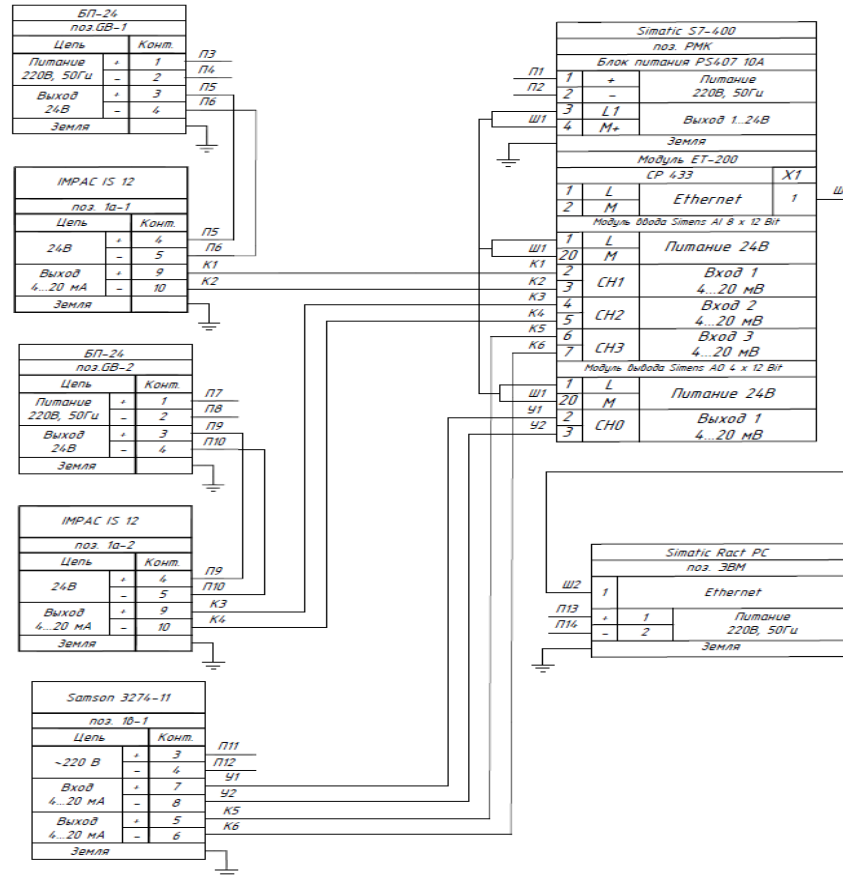 БП-24
поз.GB-1
Цепь Конт.
Питание 220В, 50Гц
+ 1 П3
- 2 П4
Выход 24В
+ 3 П5
- 4 П6
Земля
IMPAC IS 12
поз. 1а-1
Цепь Конт.
24В
+ 4 П5
- 5 П6
Выход 4...20 мА
+ 9 К1
- 10 К2
Земля
БП-24
поз.GB-2
Цепь Конт.
Питание 220В, 50Гц
+ 1 П7
- 2 П8
Выход 24В
+ 3 П9
- 4 П10
Земля
IMPAC IS 12
поз. 1а-2
Цепь Конт.
24В
+ 4 П9
- 5 П10
Выход 4...20 мА
+ 9 К3
- 10 К4
Земля
Samson 3274-11
поз. 1б-1
Цепь Конт.
~220 В
+ 3 П11
- 4 П12
Вход 4...20 мА
+ 7 У1
- 8 У2
Выход 4...20 мА
+ 5 К5
- 6 К6
Земля
Simatic S7-400
поз. РМК
Блок питания PS407 10А
П1 1 + Питание
П2 2 - 220В, 50Гц
3 L1
Ш1 4 М+ Выход 1...24В
Земля
Модуль ET-200
CP 433 X1
1 L
2 M
Ethernet 1
Модуль ввода Simens AI 8 x 12 Bit
1 L
Ш1 20 M
Питание 24В
К1 2
К2 3
CH1 Вход 1
4...20 мВ
К3 4
К4 5
CH2 Вход 2
4...20 мВ
К5 6
К6 7
CH3 Вход 3
4...20 мВ
Модуль вывода Simens AO 4 x 12 Bit
1 L
Ш1 20 M
Питание 24В
У1 2
У2 3
CH0 Выход 1
4...20 мВ
Simatic Ract PC
поз. ЭВМ
Ш2 1 Ethernet
П13 + 1 Питание
П14 - 2 220В, 50Гц
Земля